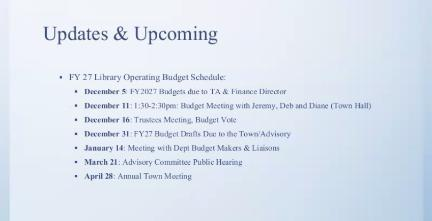 Updates & Upcoming
• FY 27 Library Operating Budget Schedule:
• December 5: FY2027 Budgets due to TA & Finance Director
• December 11: 1:30-2:30pm: Budget Meeting with Jeremy, Deb and Diane (Town Hall)
• December 16: Trustees Meeting, Budget Vote
• December 31: FY27 Budget Drafts Due to the Town/Advisory
• January 14: Meeting with Dept Budget Makers & Liaisons
• March 21: Advisory Committee Public Hearing
• April 28: Annual Town Meeting